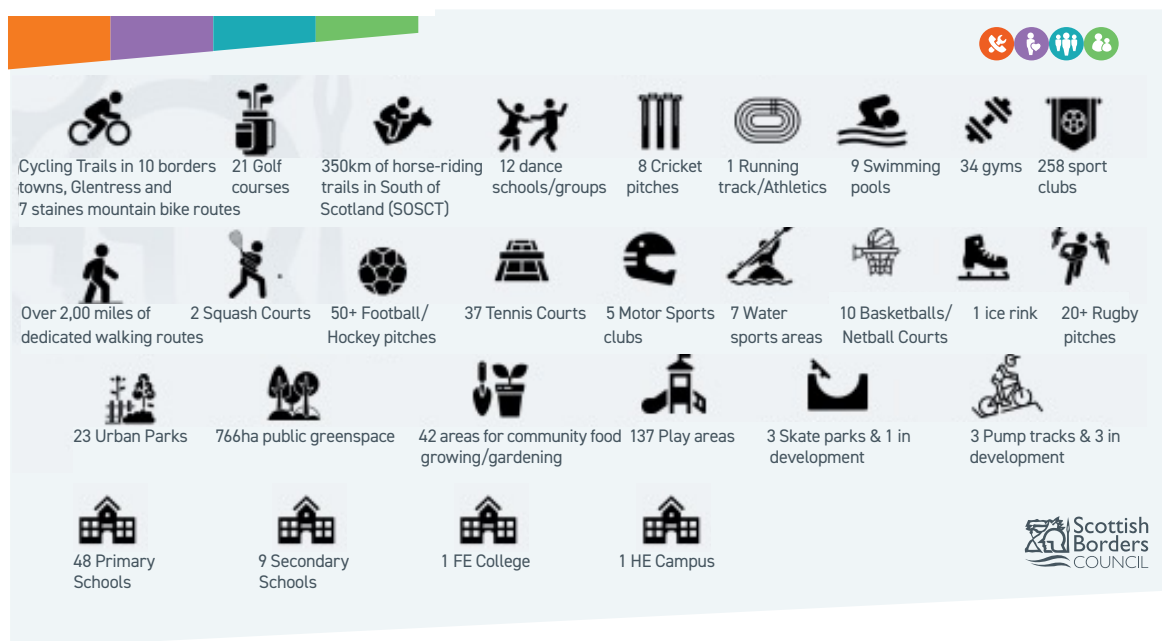 Cycling Trails in 10 borders
towns, Glentress and
7 staines mountain bike routes
21 Golf
courses
350km of horse-riding
trails in South of
Scotland (SOSCT)
12 dance
schools/groups
8 Cricket
pitches
1 Running
track/Athletics
9 Swimming
pools
34 gyms
258 sport
clubs
Over 2,00 miles of
dedicated walking routes
2 Squash Courts
50+ Football/
Hockey pitches
37 Tennis Courts
5 Motor Sports
clubs
7 Water
sports areas
10 Basketballs/
Netball Courts
1 ice rink
20+ Rugby
pitches
23 Urban Parks
766ha public greenspace
42 areas for community food
growing/gardening
137 Play areas
3 Skate parks & 1 in
development
3 Pump tracks & 3 in
development
48 Primary
Schools
9 Secondary
Schools
1 FE College
1 HE Campus
Scottish
Borders
COUNCIL